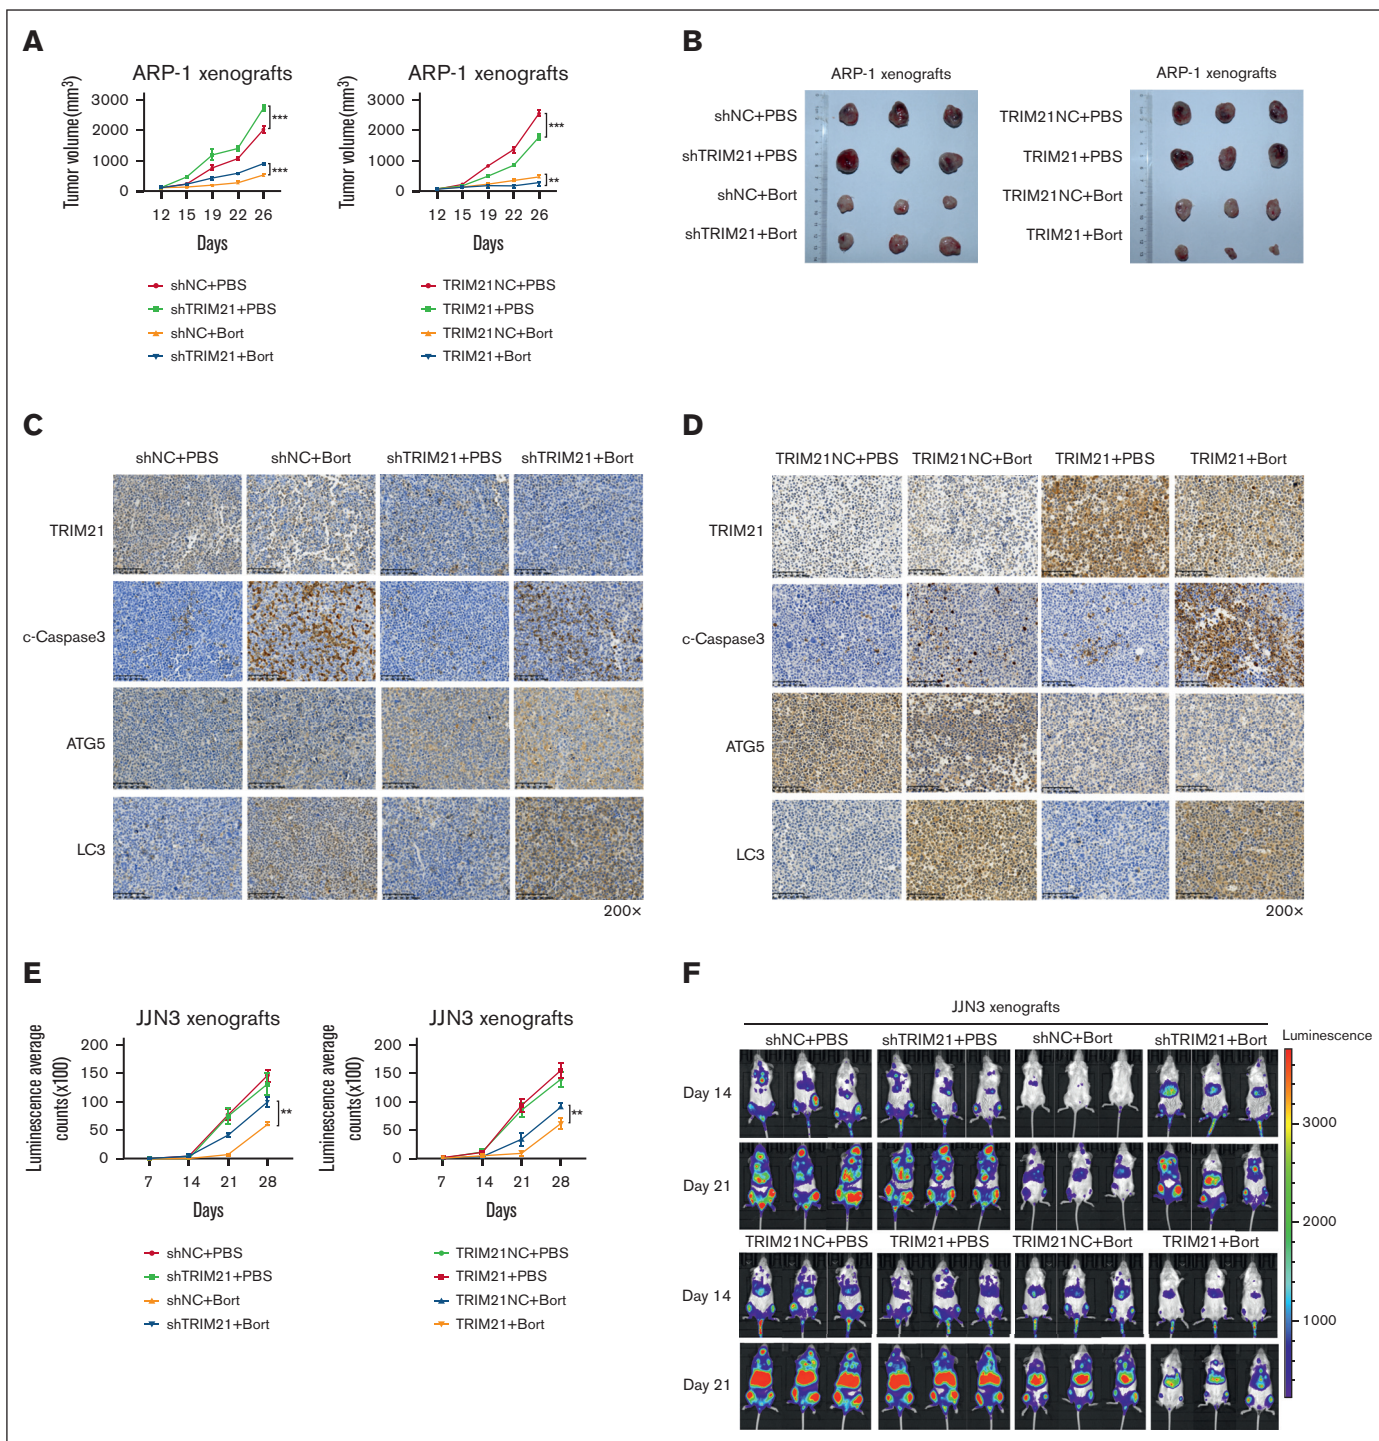 A
ARP-1 xenografts
Tumor volume(mm³)
3000
2000
1000
0
12 15 19 22 26
Days
***
***
shNC+PBS
shTRIM21+PBS
shNC+Bort
shTRIM21+Bort
ARP-1 xenografts
Tumor volume(mm³)
3000
2000
1000
0
12 15 19 22 26
Days
***
**
TRIM21NC+PBS
TRIM21+PBS
TRIM21NC+Bort
TRIM21+Bort
B
ARP-1 xenografts
shNC+PBS
shTRIM21+PBS
shNC+Bort
shTRIM21+Bort
ARP-1 xenografts
TRIM21NC+PBS
TRIM21+PBS
TRIM21NC+Bort
TRIM21+Bort
C
shNC+PBS shNC+Bort shTRIM21+PBS shTRIM21+Bort
TRIM21
c-Caspase3
ATG5
LC3
200×
D
TRIM21NC+PBS TRIM21NC+Bort TRIM21+PBS TRIM21+Bort
TRIM21
c-Caspase3
ATG5
LC3
200×
E
JJN3 xenografts
Luminescence average
counts(x100)
200
150
100
50
0
7 14 21 28
Days
**
shNC+PBS
shTRIM21+PBS
shNC+Bort
shTRIM21+Bort
JJN3 xenografts
Luminescence average
counts(x100)
200
150
100
50
0
7 14 21 28
Days
**
TRIM21NC+PBS
TRIM21+PBS
TRIM21NC+Bort
TRIM21+Bort
F
JJN3 xenografts
shNC+PBS shTRIM21+PBS shNC+Bort shTRIM21+Bort
Day 14
Day 21
TRIM21NC+PBS TRIM21+PBS TRIM21NC+Bort TRIM21+Bort
Day 14
Day 21
Luminescence
3000
2000
1000